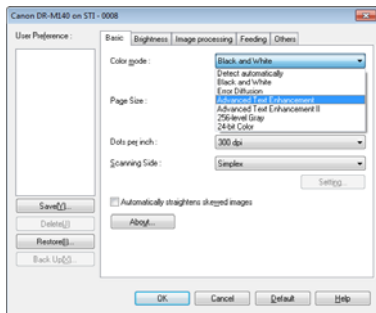 Canon DR-M140 on STI - 0008
User Preference :
Basic Brightness Image processing Feeding Others
Color mode : Black and White
Detect automatically
Black and White
Error Diffusion
Advanced Text Enhancement
Page Size :
Advanced Text Enhancement II
256-level Gray
24-bit Color
Dots per inch : 300 dpi
Scanning Side : Simplex
Setting...
Save(Y)... Automatically straightens skewed images
Delete(J) About...
Restore(I)...
Back Up(X)...
OK Cancel Default Help